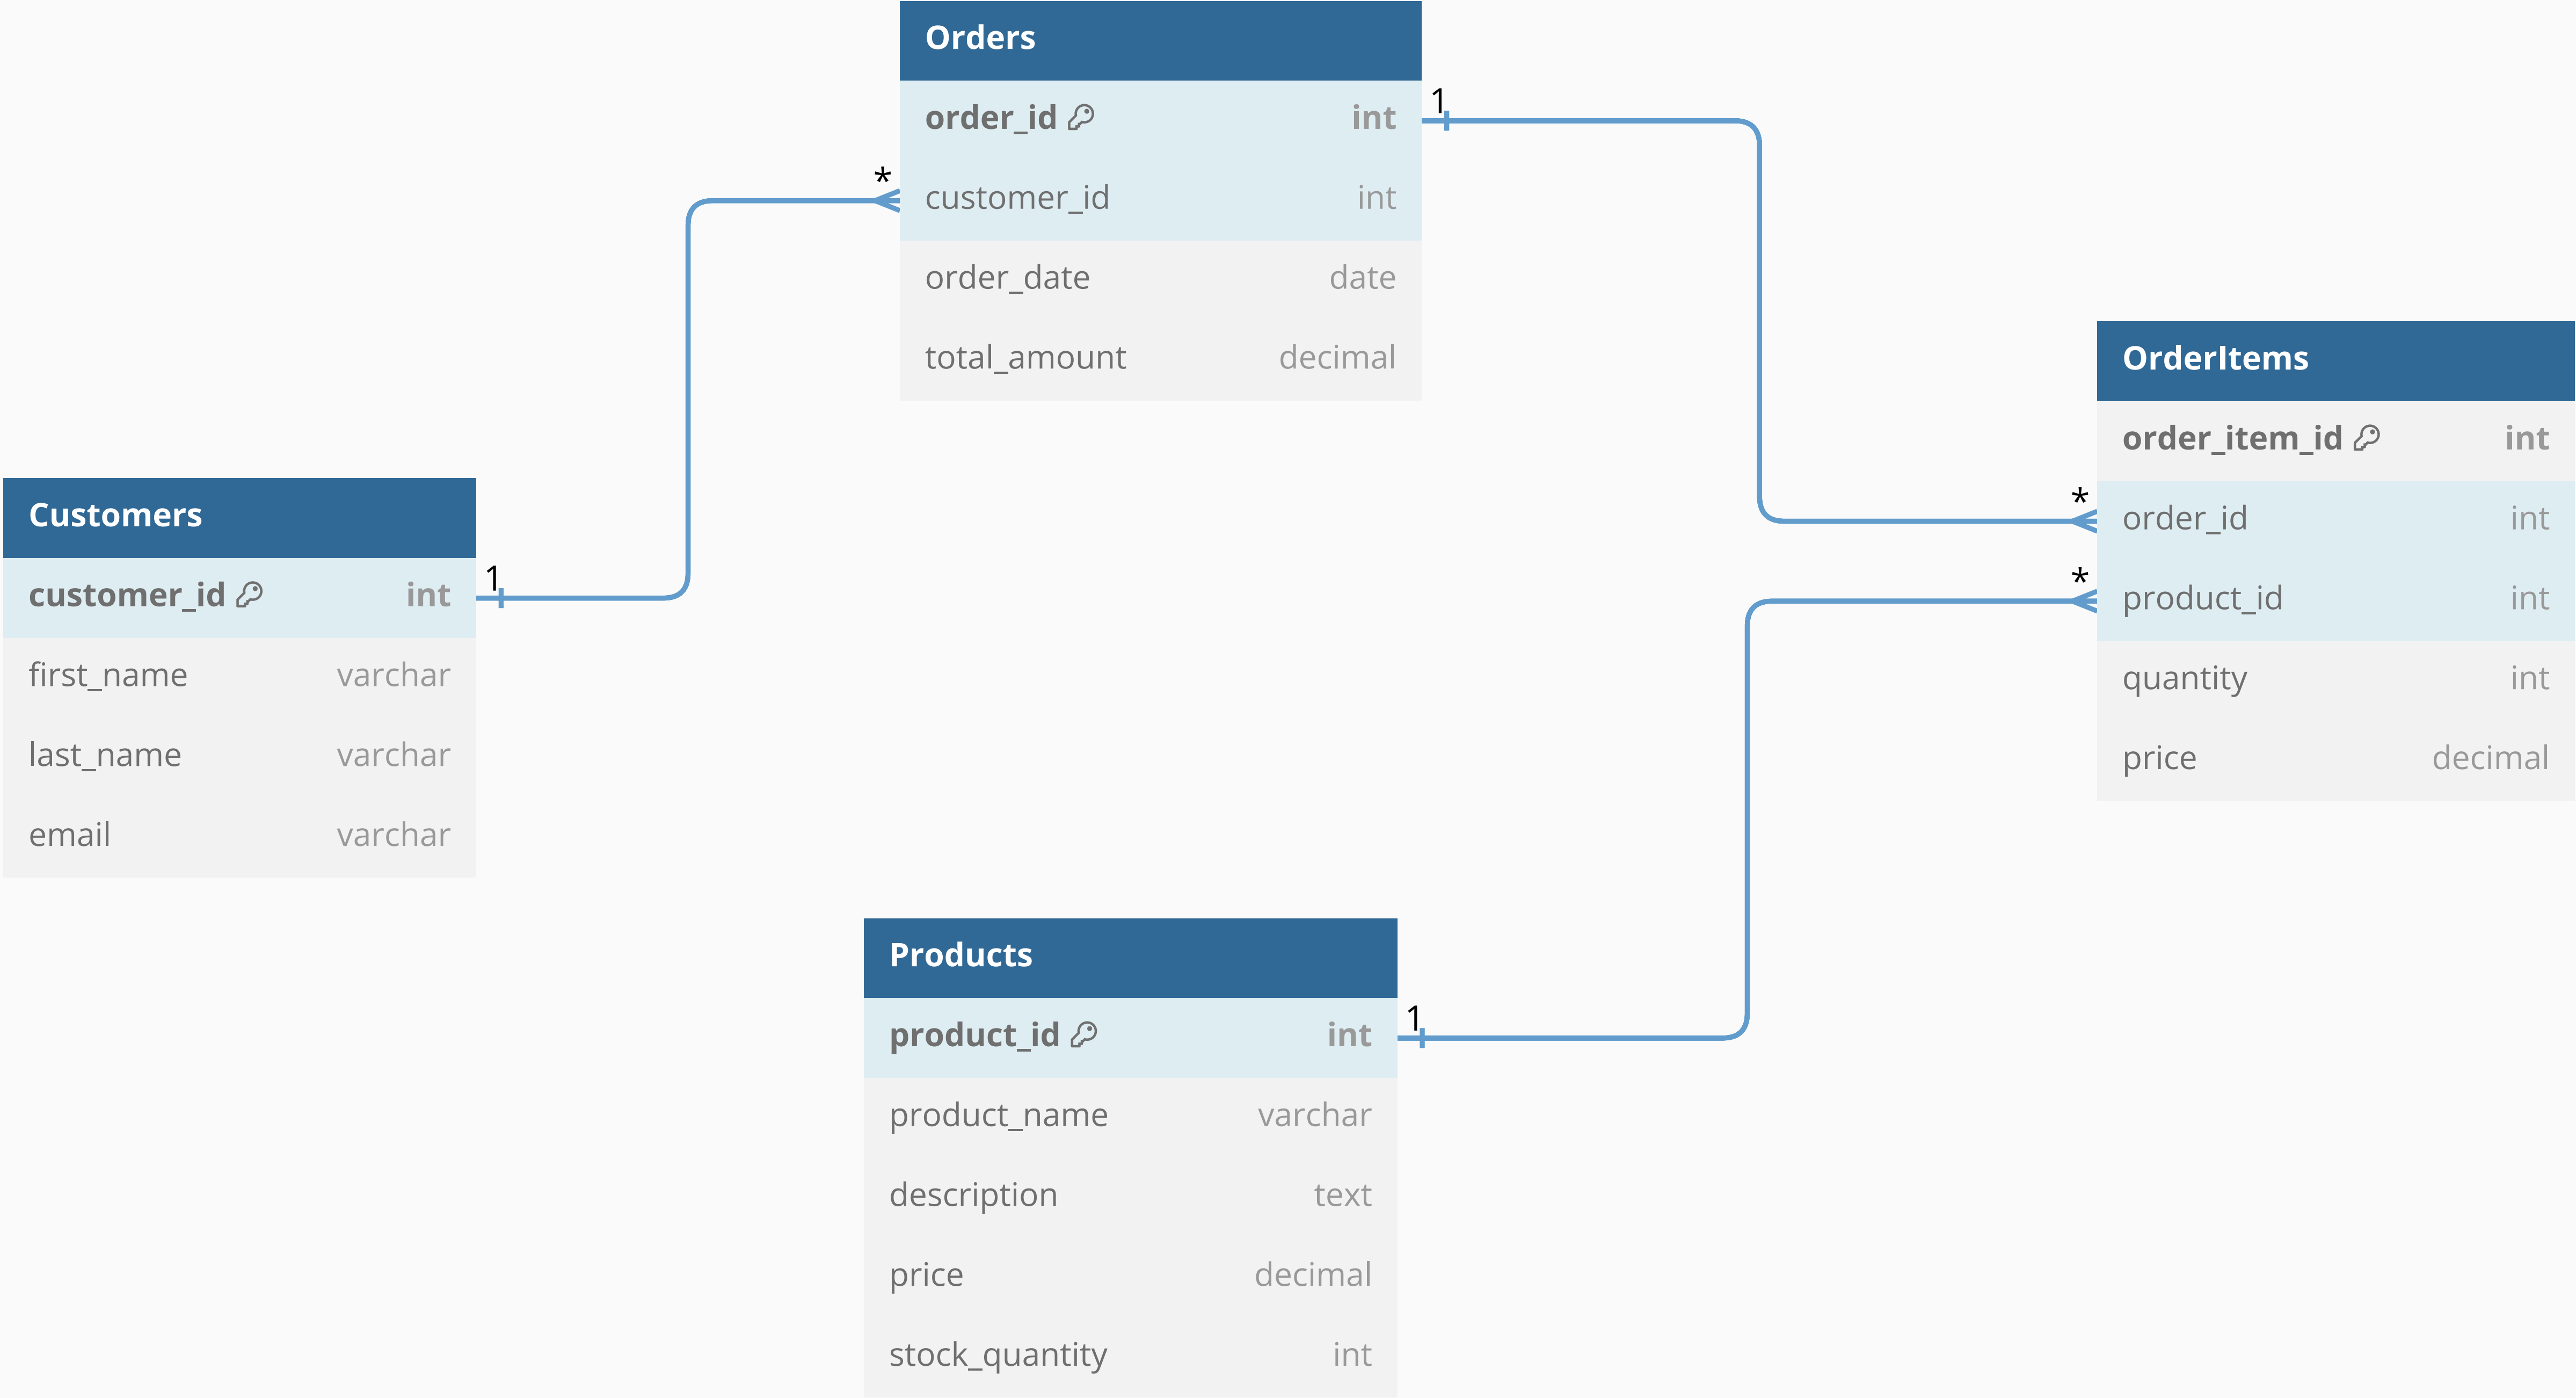 Orders
order_id int
customer_id int
order_date date
total_amount decimal
1
*
Customers
customer_id int
first_name varchar
last_name varchar
email varchar
1
OrderItems
order_item_id int
order_id int
product_id int
quantity int
price decimal
*
*
Products
product_id int
product_name varchar
description text
price decimal
stock_quantity int
1